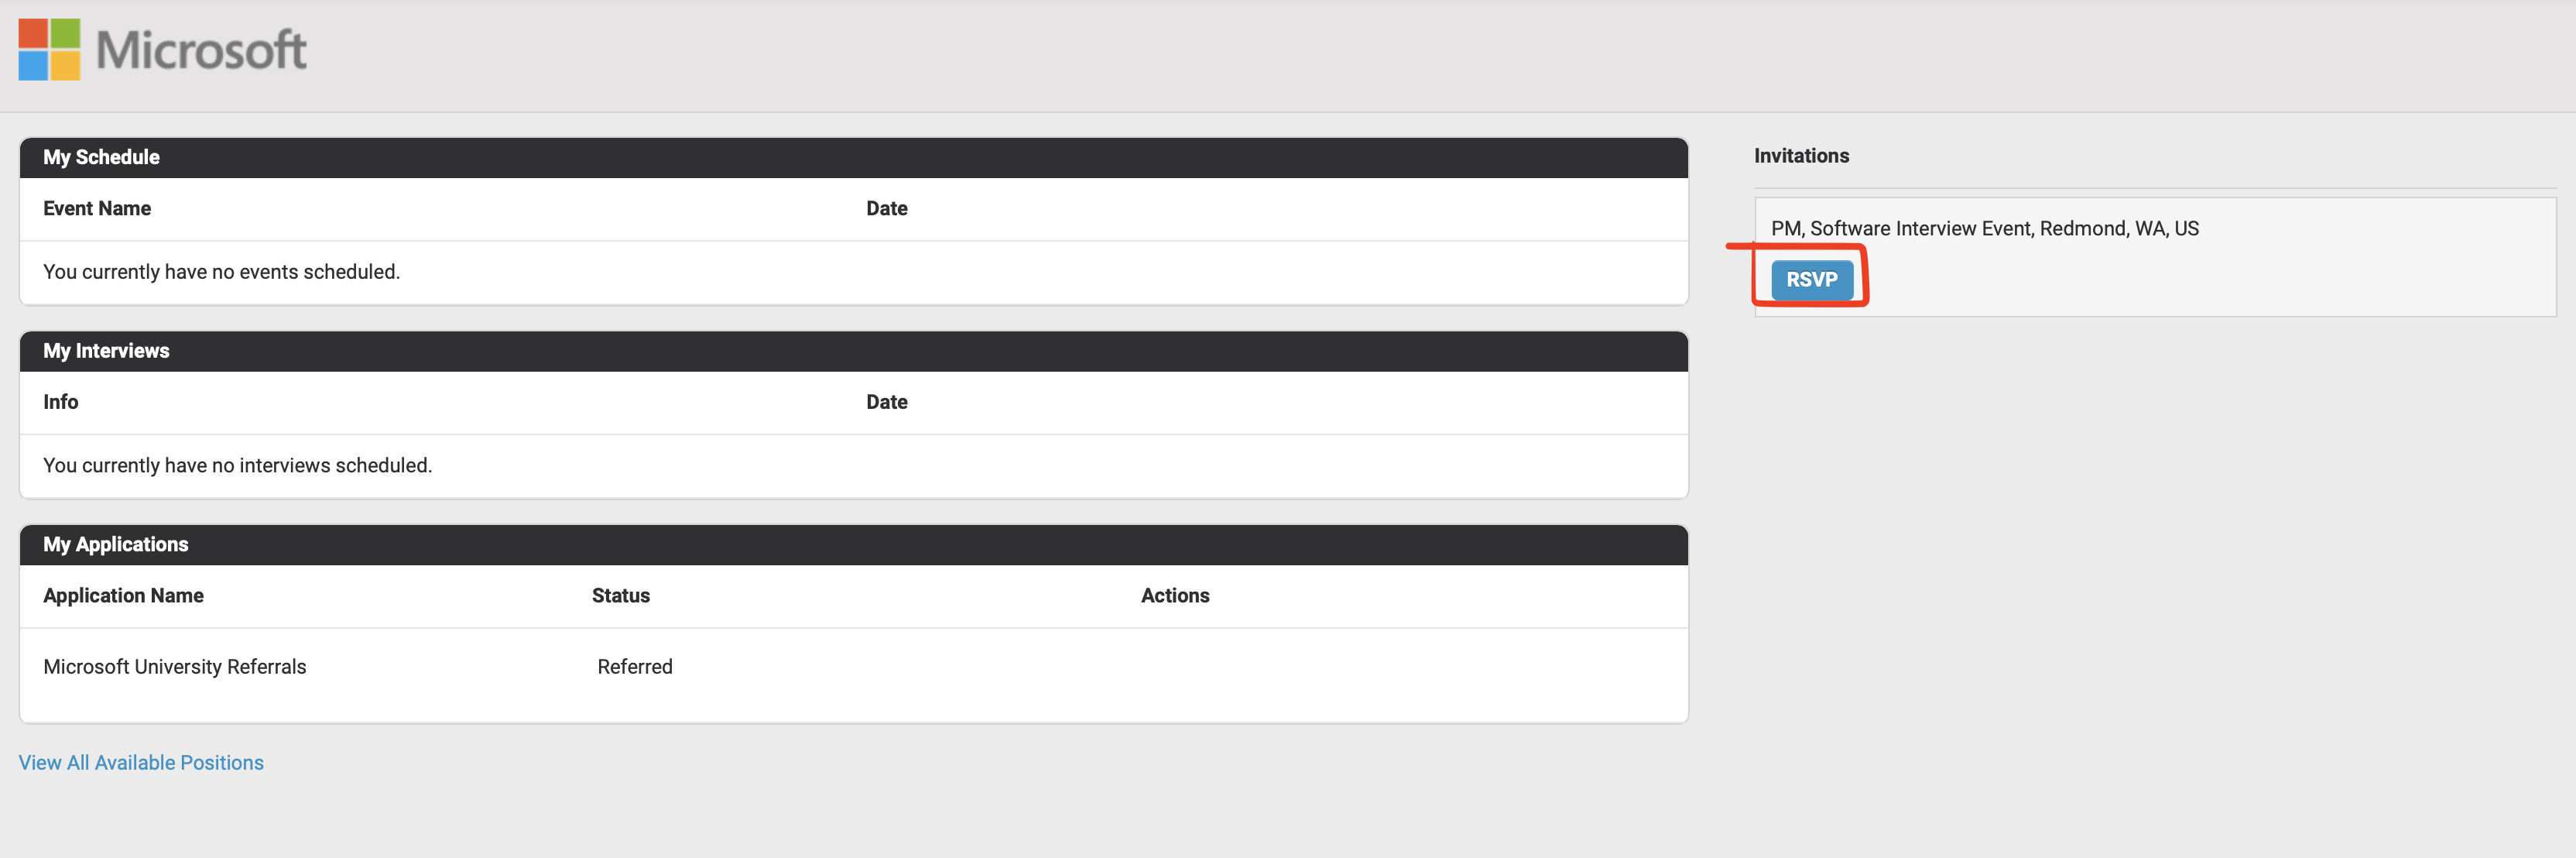 Microsoft
My Schedule
Event Name Date
You currently have no events scheduled.
My Interviews
Info Date
You currently have no interviews scheduled.
My Applications
Application Name Status Actions
Microsoft University Referrals Referred
View All Available Positions
Invitations
PM, Software Interview Event, Redmond, WA, US
RSVP